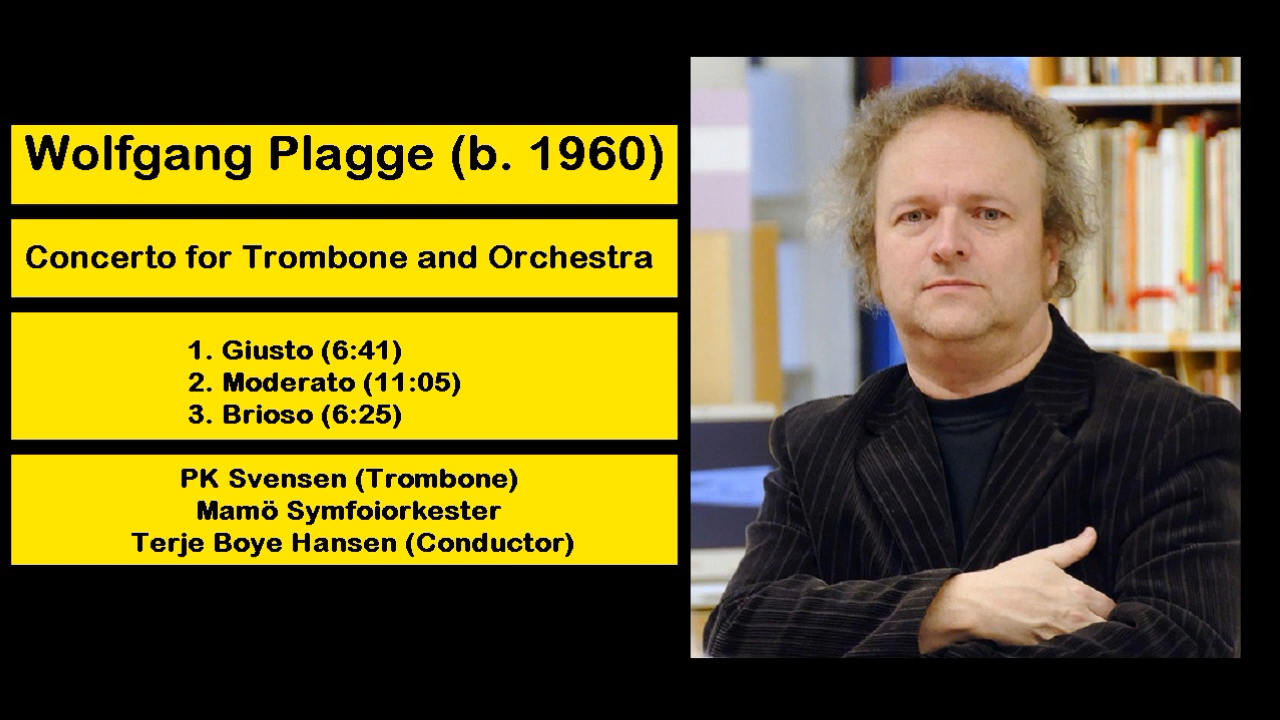 Wolfgang Plagge (b. 1960)
Concerto for Trombone and Orchestra
1. Giusto (6:41)
2. Moderato (11:05)
3. Brioso (6:25)
PK Svensen (Trombone)
Mamö Symfoiorkester
Terje Boye Hansen (Conductor)